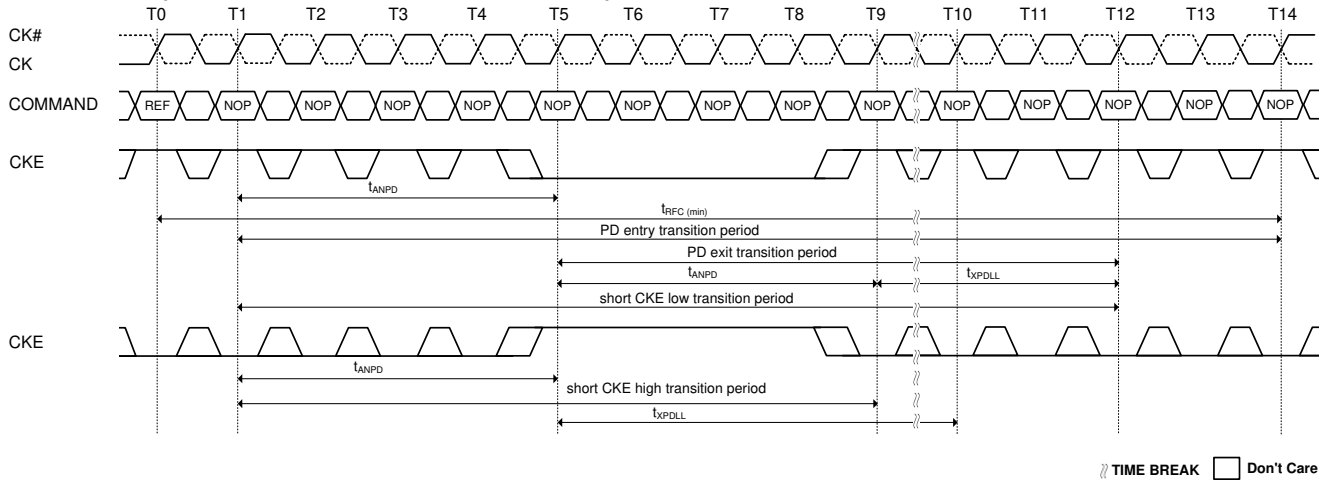 T0 T1 T2 T3 T4 T5 T6 T7 T8 T9 T10 T11 T12 T13 T14
CK#
CK
COMMAND REF NOP NOP NOP NOP NOP NOP NOP NOP NOP NOP NOP NOP NOP NOP
CKE
tANPD
tRFC (min)
PD entry transition period
PD exit transition period
tANPD tXPDLL
short CKE low transition period
CKE
tANPD
short CKE high transition period
tXPDLL
TIME BREAK Don't Care